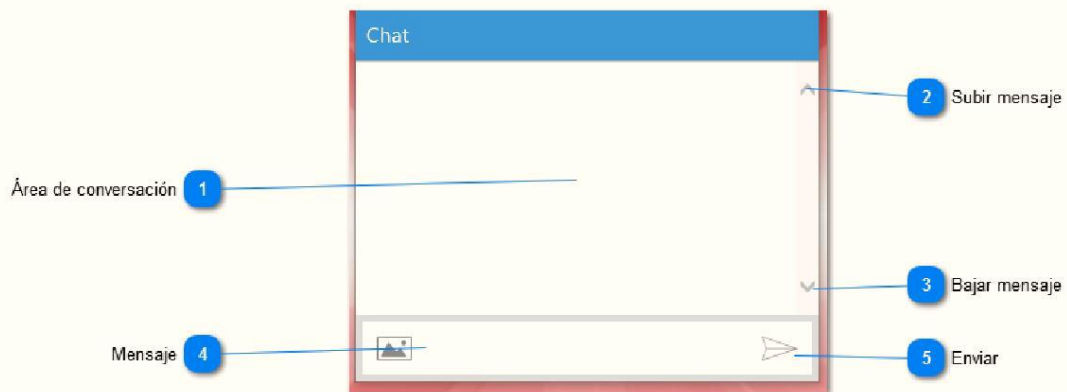 Chat
2 Subir mensaje
Área de conversación 1
3 Bajar mensaje
Mensaje 4
5 Enviar